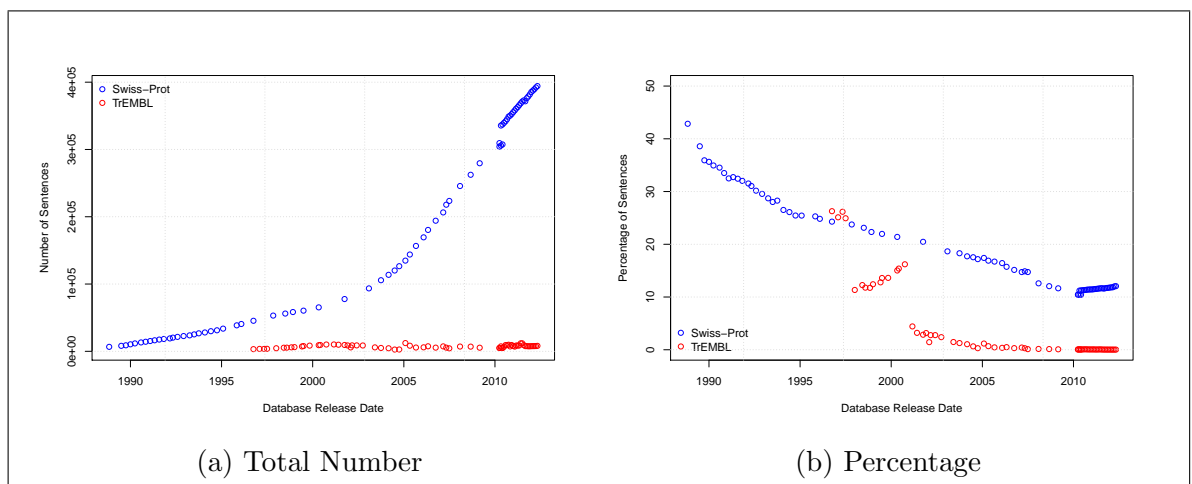 Swiss−Prot
TrEMBL
0e+00
1e+05
2e+05
3e+05
4e+05
Number of Sentences
1990
1995
2000
2005
2010
Database Release Date
(a) Total Number
50
40
30
20
10
0
Percentage of Sentences
Swiss−Prot
TrEMBL
1990
1995
2000
2005
2010
Database Release Date
(b) Percentage